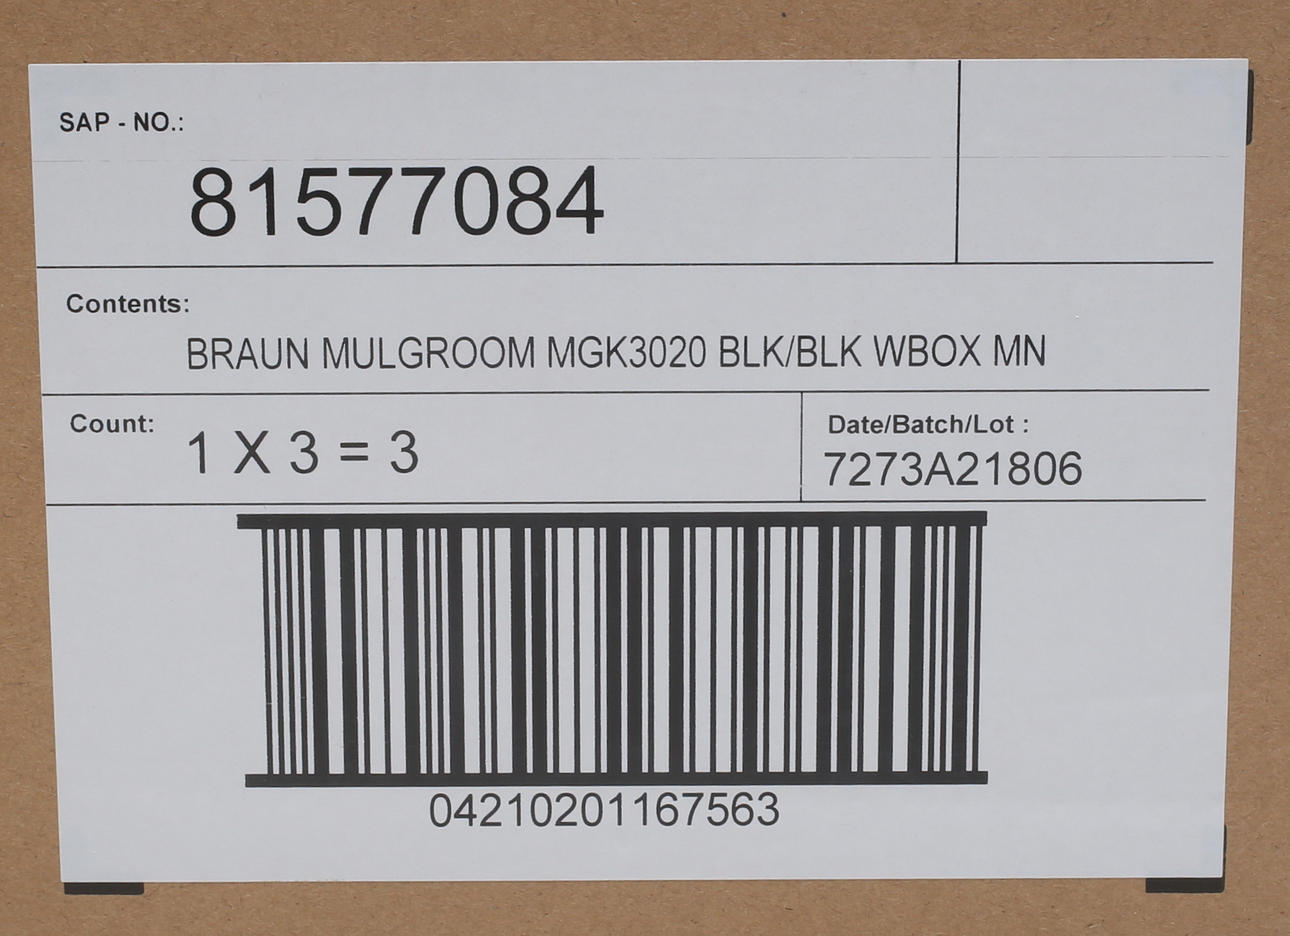 SAP - NO.:
81577084
Contents:
BRAUN MULGROOM MGK3020 BLK/BLK WBOX MN
Count: 1 X 3 = 3
Date/Batch/Lot :
7273A21806
04210201167563